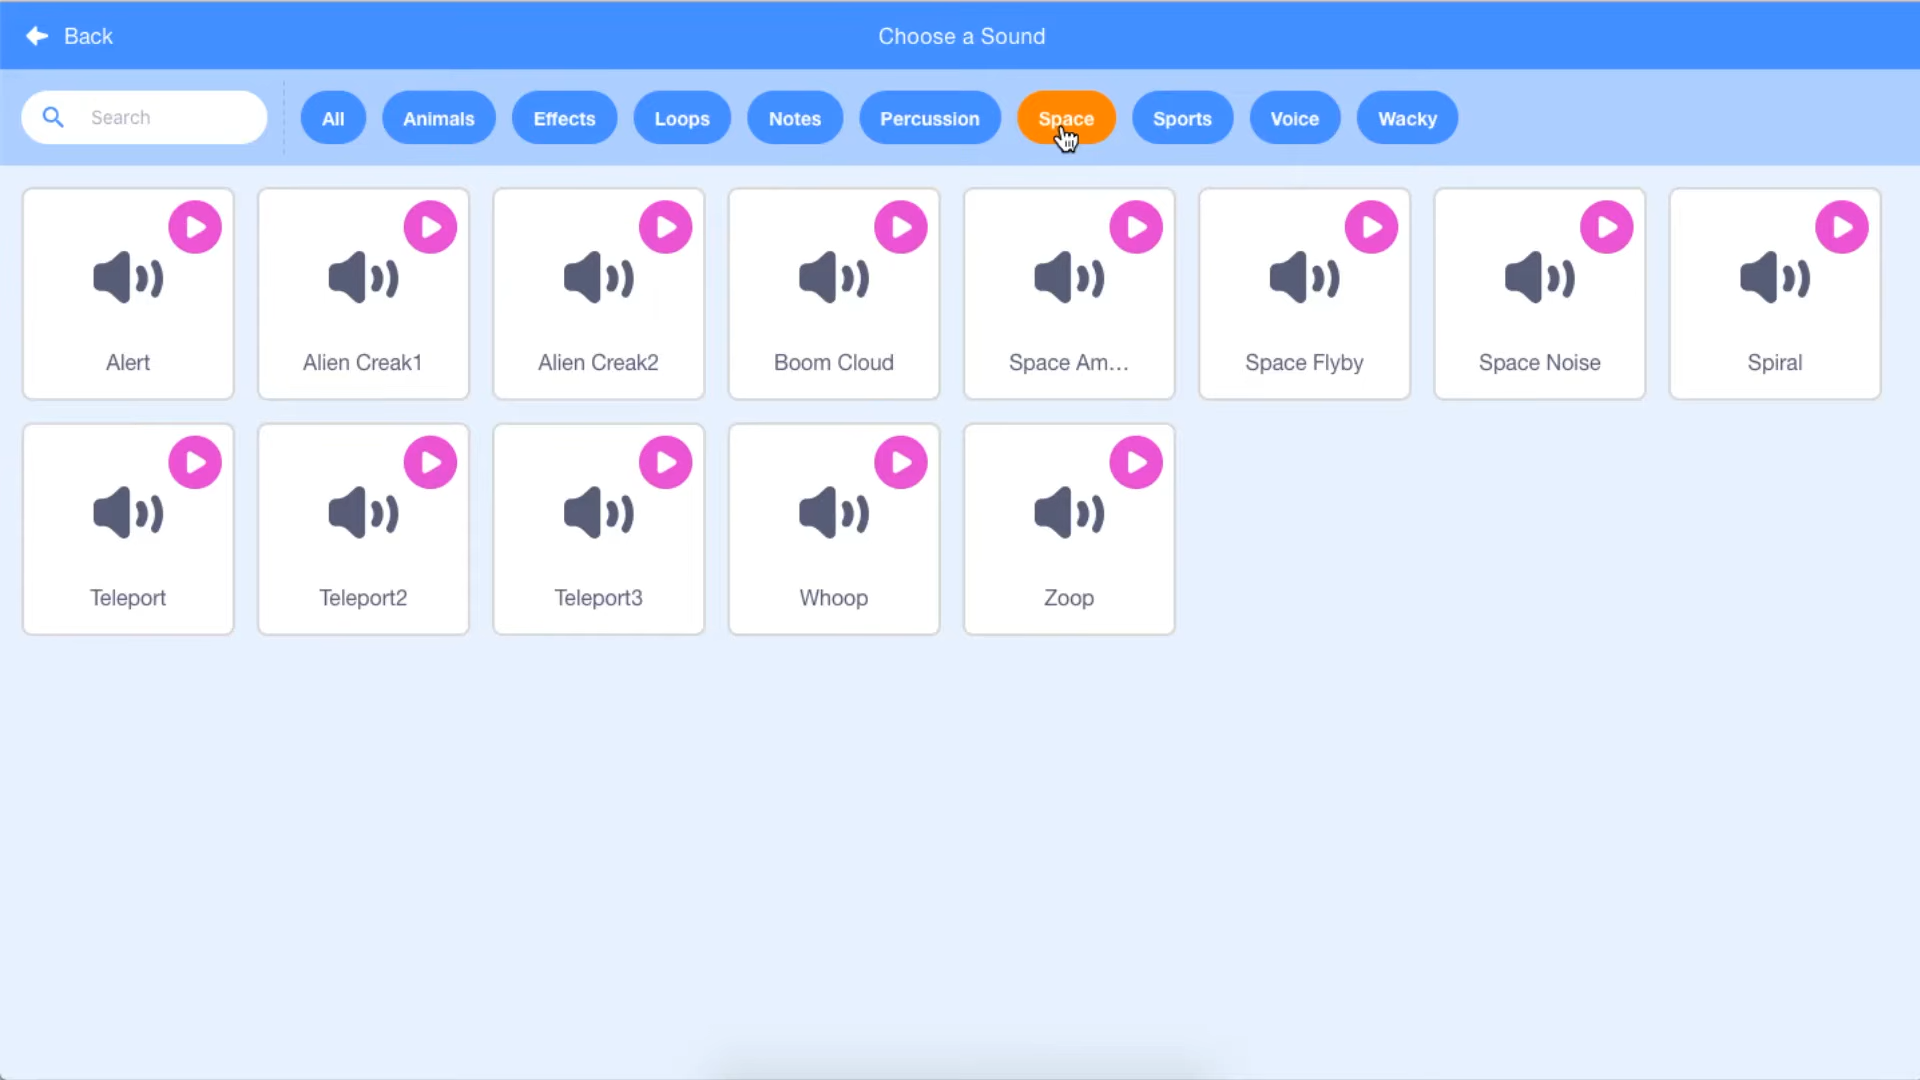 Back
Choose a Sound
Search
All
Animals
Effects
Loops
Notes
Percussion
Space
Sports
Voice
Wacky
Alert
Alien Creak1
Alien Creak2
Boom Cloud
Space Am...
Space Flyby
Space Noise
Spiral
Teleport
Teleport2
Teleport3
Whoop
Zoop